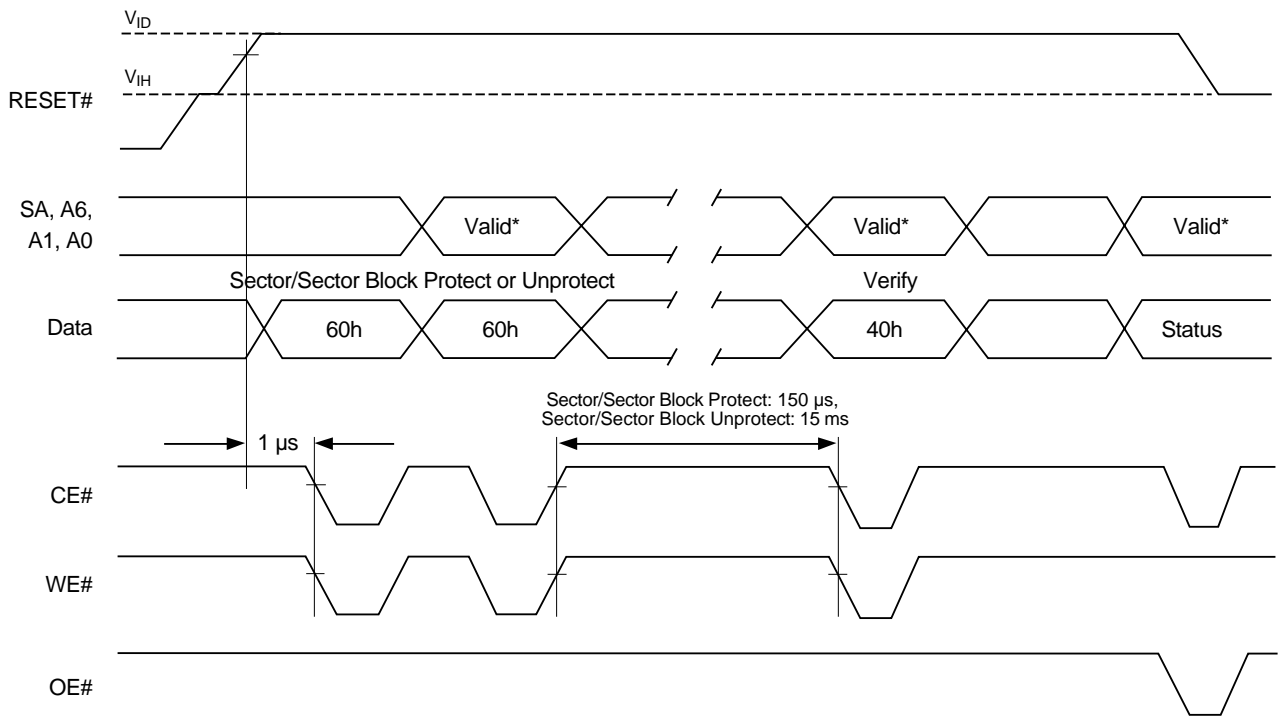 VID
VIH
RESET#
SA, A6,
A1, A0
Valid*
Valid*
Valid*
Sector/Sector Block Protect or Unprotect
Verify
Data
60h
60h
40h
Status
Sector/Sector Block Protect: 150 µs,
Sector/Sector Block Unprotect: 15 ms
1 µs
CE#
WE#
OE#